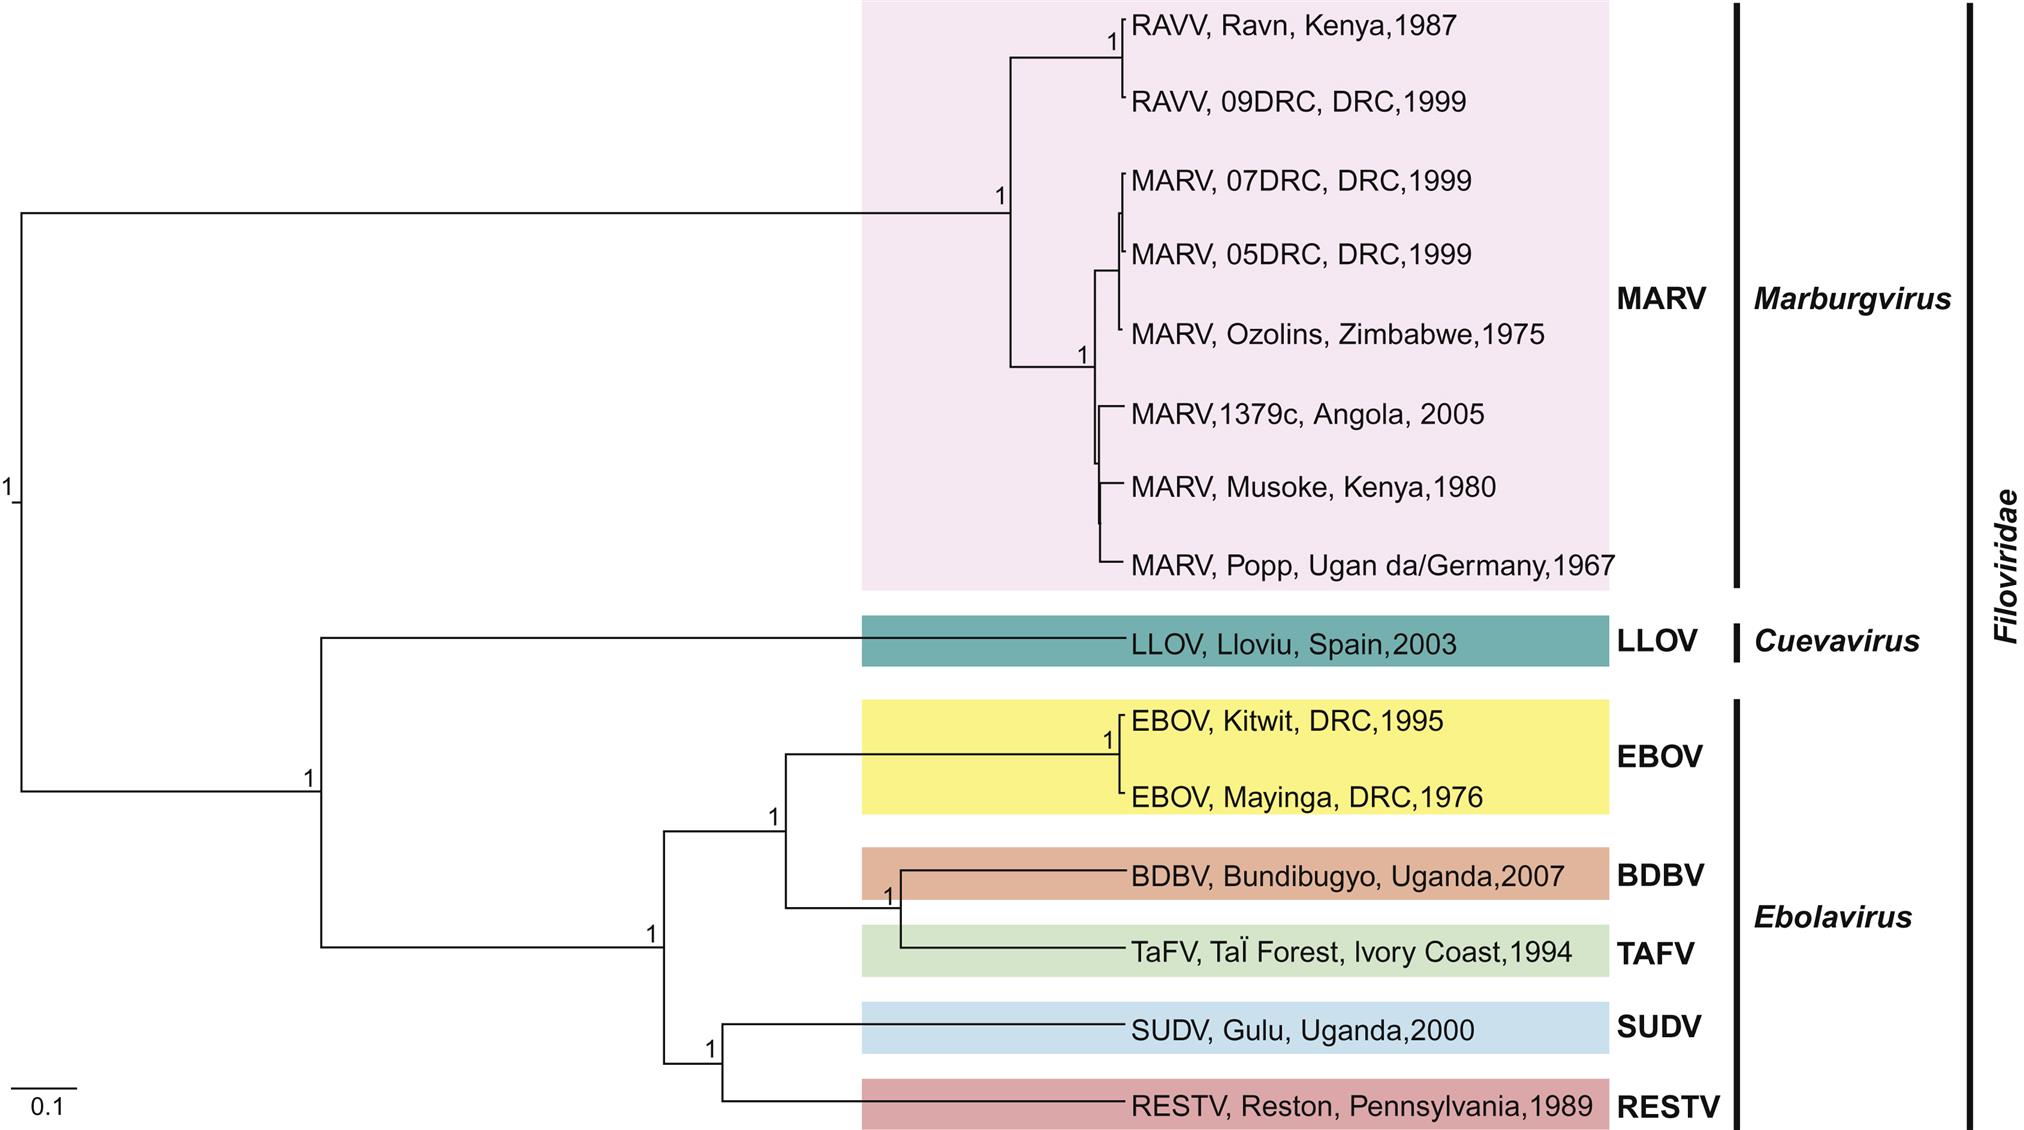 RAVV, Ravn, Kenya,1987
1
RAVV, 09DRC, DRC,1999
MARV, 07DRC, DRC,1999
1
MARV, 05DRC, DRC,1999
MARV Marburgvirus
MARV, Ozolins, Zimbabwe,1975
1
MARV,1379c, Angola, 2005
MARV, Musoke, Kenya,1980
1
MARV, Popp, Ugan da/Germany,1967
Filoviridae
LLOV, Lloviu, Spain,2003 LLOV Cuevavirus
EBOV, Kitwit, DRC,1995
1
EBOV
1
EBOV, Mayinga, DRC,1976
1
BDBV, Bundibugyo, Uganda,2007 BDBV
1
Ebolavirus
1
TaFV, TaÏ Forest, Ivory Coast,1994 TAFV
SUDV, Gulu, Uganda,2000 SUDV
1
RESTV, Reston, Pennsylvania,1989 RESTV
0.1